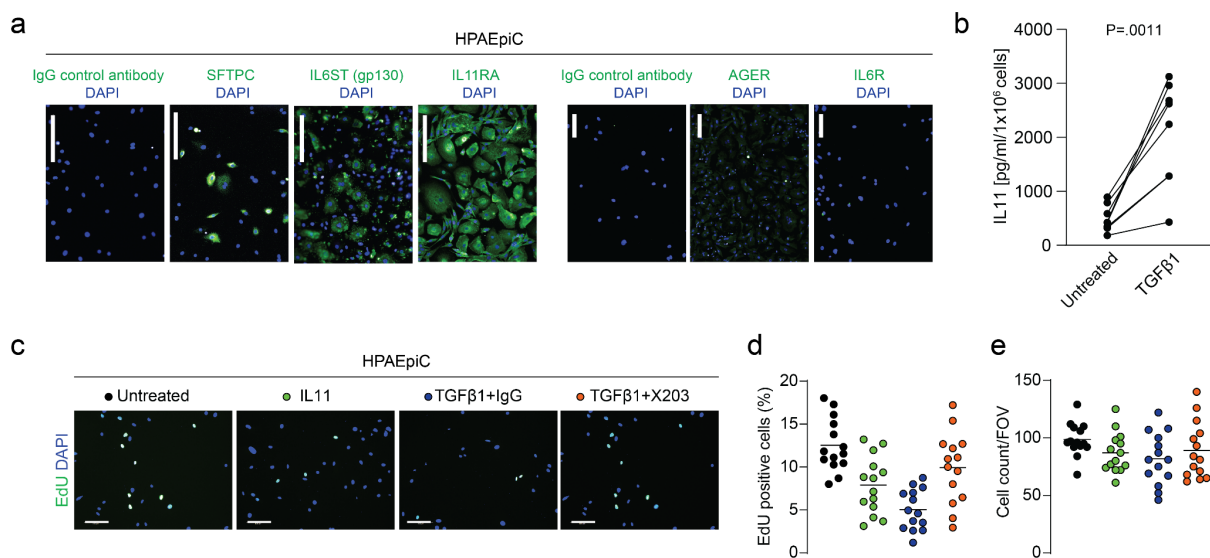 a
HPAEpiC
IgG control antibody
DAPI
SFTPC
DAPI
IL6ST (gp130)
DAPI
IL11RA
DAPI
IgG control antibody
DAPI
AGER
DAPI
IL6R
DAPI
b
P=.0011
IL11 [pg/ml/1x10⁶ cells]
4000
3000
2000
1000
0
Untreated
TGFβ1
c
HPAEpiC
Untreated
IL11
TGFβ1+IgG
TGFβ1+X203
EdU DAPI
d
EdU positive cells (%)
20
15
10
5
0
e
Cell count/FOV
150
100
50
0